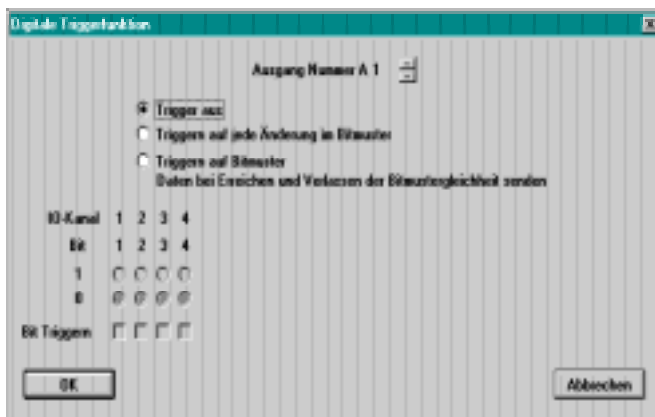 Digitale Triggerfunktion
Ausgang Nummer A 1
Trigger aus
Triggern auf jede Änderung im Bitmuster
Triggern auf Bitmuster
Daten bei Erreichen und Verlassen der Bitmustergleichheit senden
IO-Kanal 1 2 3 4
Bit 1 2 3 4
1
0
Bit Triggern
OK Abbrechen